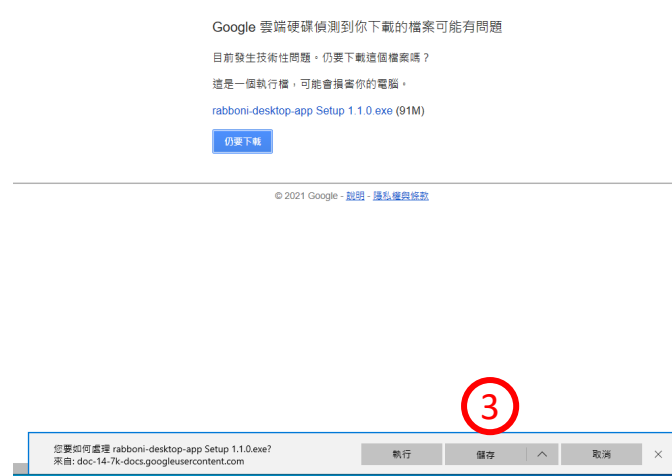 Google 雲端硬碟偵測到你下載的檔案可能有問題
目前發生技術性問題。仍要下載這個檔案嗎？
這是一個執行檔，可能會損害你的電腦。
rabboni-desktop-app Setup 1.1.0.exe (91M)
仍要下載
© 2021 Google - 說明 - 隱私權與條款
3
您要如何處理 rabboni-desktop-app Setup 1.1.0.exe?
來自: doc-14-7k-docs.googleusercontent.com
執行 儲存 取消